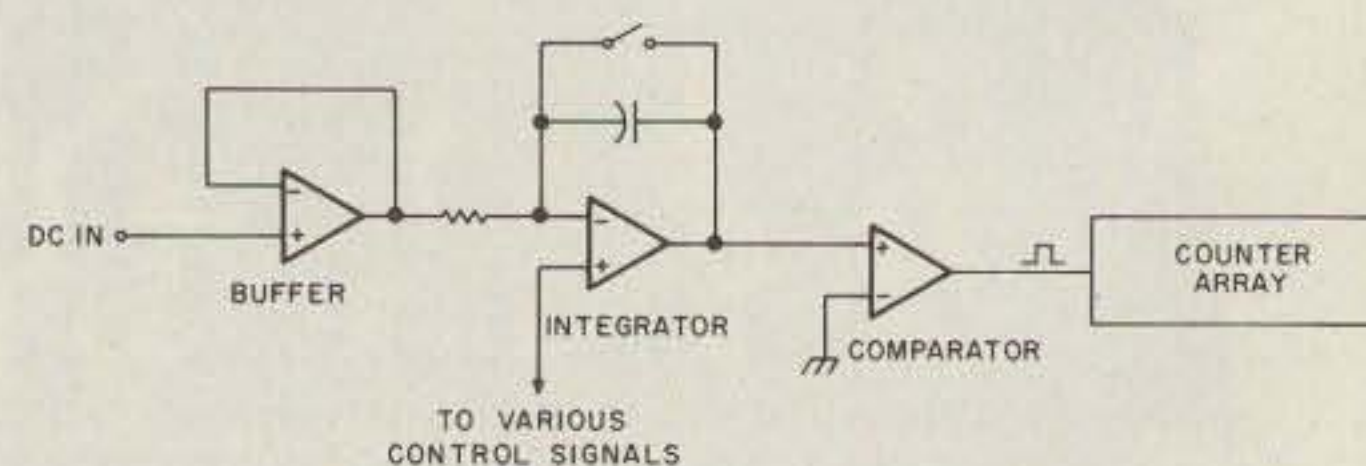 DC IN
BUFFER
INTEGRATOR
TO VARIOUS
CONTROL SIGNALS
COMPARATOR
COUNTER
ARRAY